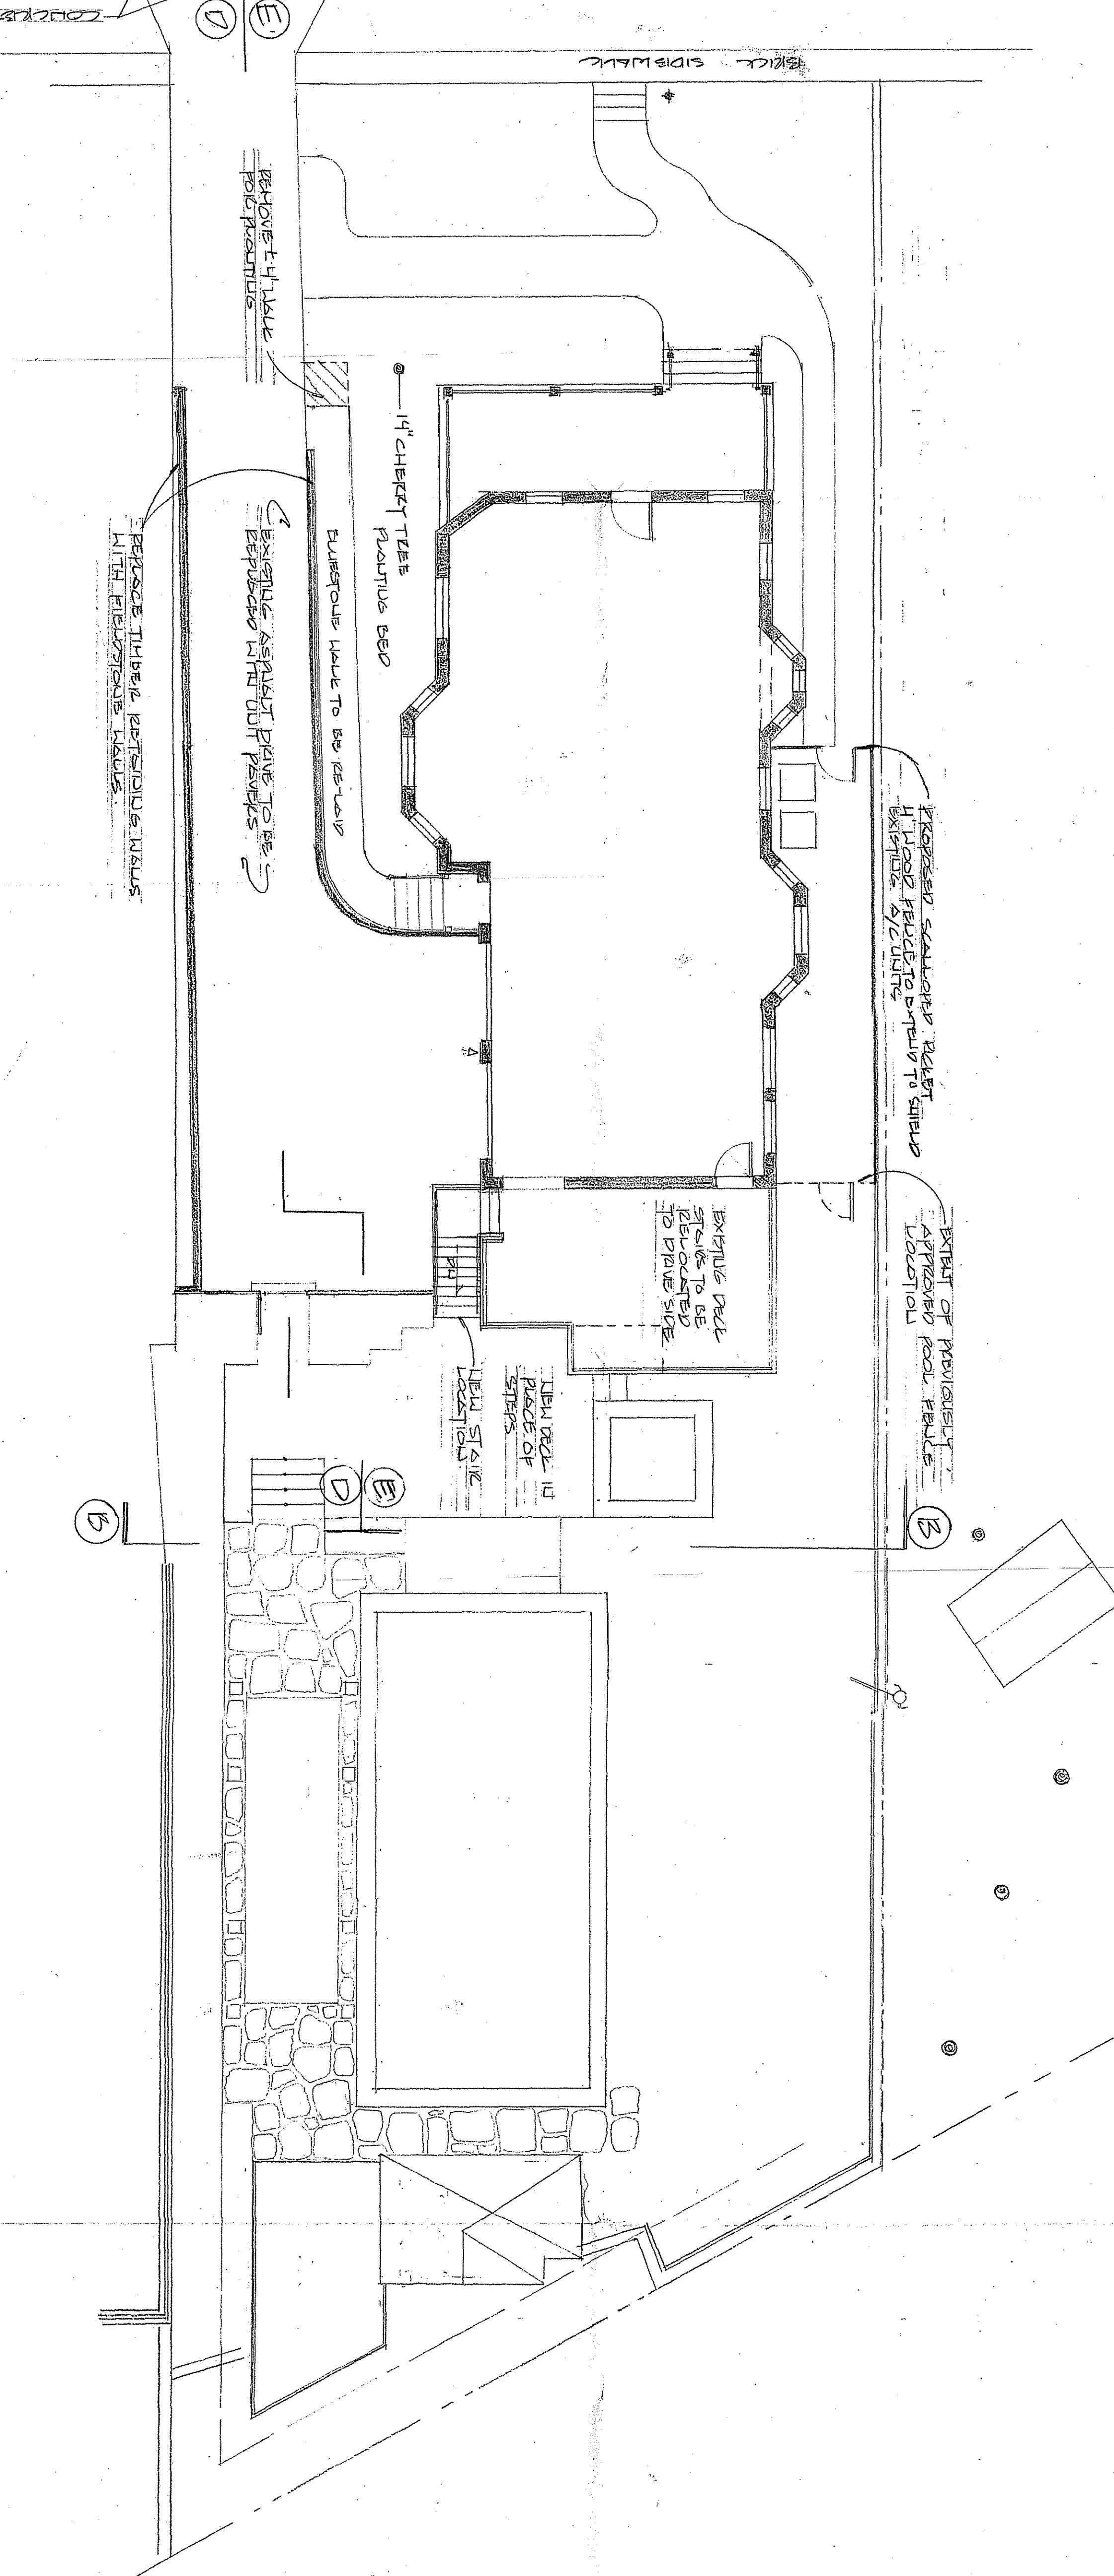 BRICK SIDEWALK
E
D
REMOVE ± 4' WALK
FOR PLANTING
14" CHERRY TREE
PLANTING BED
BLUESTONE WALK TO BE RE-LAID
EXISTING ASPHALT DRIVE TO BE
REPLACED WITH UNIT PAVERS
REPLACE TIMBER RETAINING WALLS
WITH FIELDSTONE WALLS.
PROPOSED SCALLOPED PICKET
4' WOOD FENCE TO EXTEND TO SHIELD
EXISTING A/C UNITS
EXTENT OF PREVIOUSLY
APPROVED POOL FENCE
LOCATION
EXISTING DECK
STAIRS TO BE
RELOCATED
TO DRIVE SIDE
DN
NEW DECK IN
PLACE OF
STEPS
NEW STAIR
LOCATION
E
D
B
B